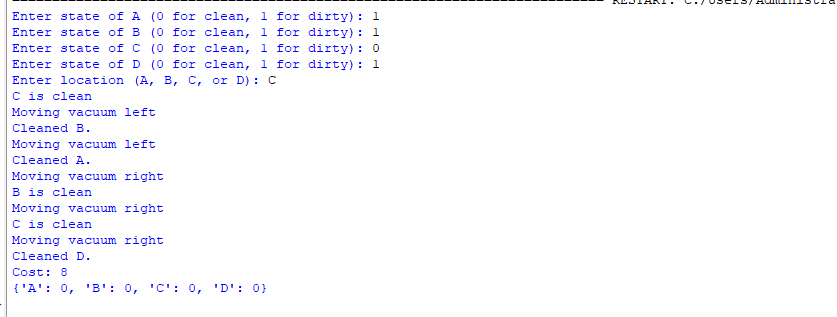 RESTART: C:/Users/Administra
Enter state of A (0 for clean, 1 for dirty): 1
Enter state of B (0 for clean, 1 for dirty): 1
Enter state of C (0 for clean, 1 for dirty): 0
Enter state of D (0 for clean, 1 for dirty): 1
Enter location (A, B, C, or D): C
C is clean
Moving vacuum left
Cleaned B.
Moving vacuum left
Cleaned A.
Moving vacuum right
B is clean
Moving vacuum right
C is clean
Moving vacuum right
Cleaned D.
Cost: 8
{'A': 0, 'B': 0, 'C': 0, 'D': 0}